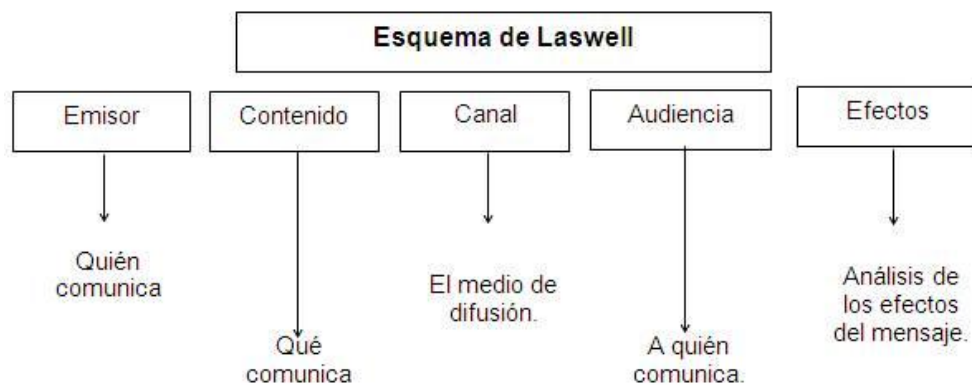 Esquema de Laswell
Emisor
Contenido
Canal
Audiencia
Efectos
Quién
comunica
Qué
comunica
El medio de
difusión.
A quién
comunica.
Análisis de
los efectos
del mensaje.